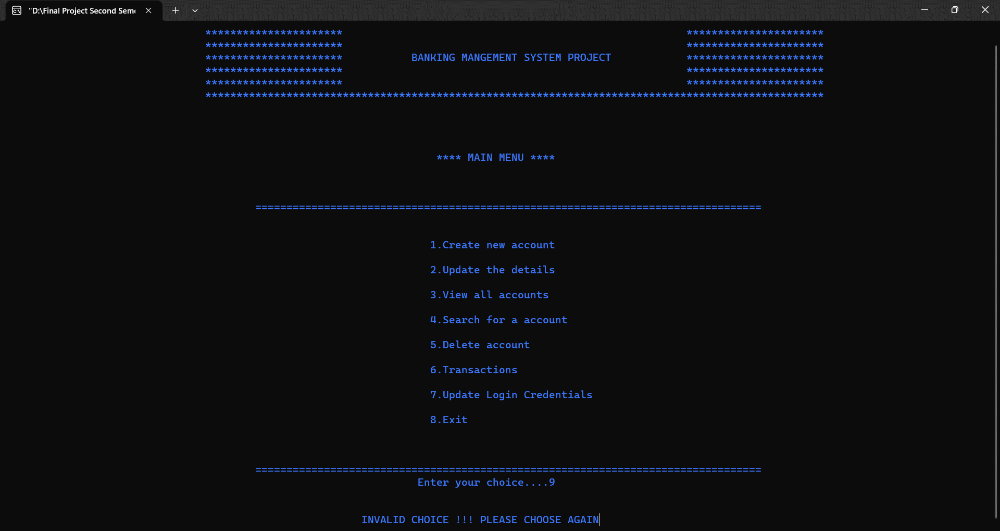 "D:\Final Project Second Seme
**********************                                                       **********************
**********************                                                       **********************
**********************           BANKING MANGEMENT SYSTEM PROJECT            **********************
**********************                                                       **********************
**********************                                                       **********************
***************************************************************************************************
**** MAIN MENU ****
=================================================================================
1.Create new account
2.Update the details
3.View all accounts
4.Search for a account
5.Delete account
6.Transactions
7.Update Login Credentials
8.Exit
=================================================================================
Enter your choice....9
INVALID CHOICE !!! PLEASE CHOOSE AGAIN